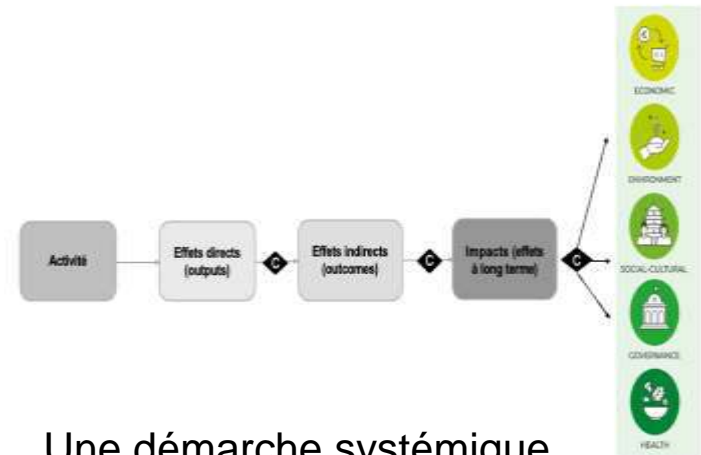 ECONOMIC
ENVIRONMENT
SOCIAL-CULTURAL
GOVERNANCE
HEALTH
Activité
Effets directs
(outputs)
C
Effets indirects
(outcomes)
C
Impacts (effets
à long terme)
C
Une démarche systémique